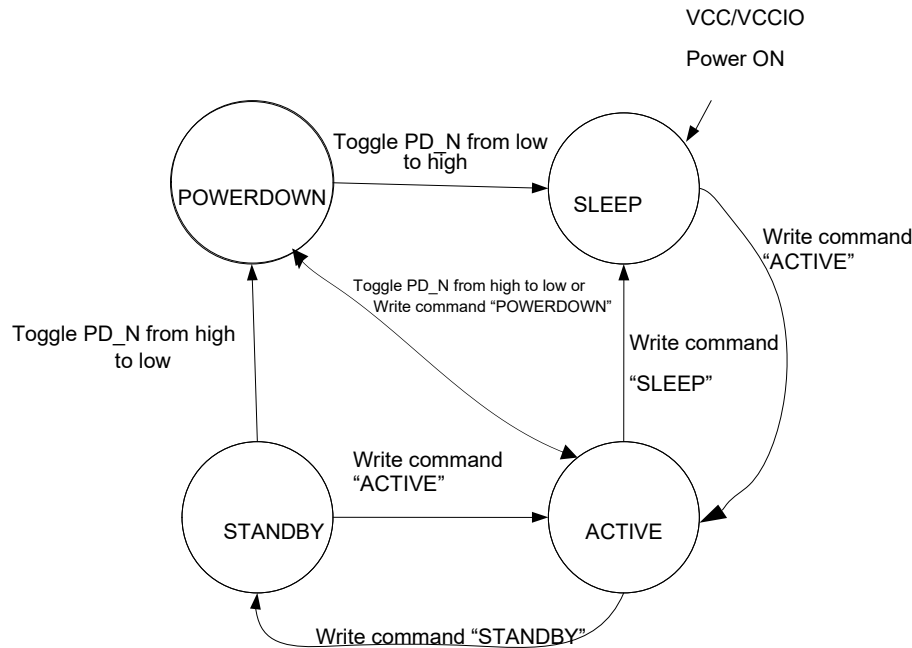 VCC/VCCIO
Power ON
Toggle PD_N from low
to high
POWERDOWN
SLEEP
Write command
“ACTIVE”
Toggle PD_N from high to low or
Write command “POWERDOWN”
Toggle PD_N from high
to low
Write command
“SLEEP”
Write command
“ACTIVE”
STANDBY
ACTIVE
Write command “STANDBY”